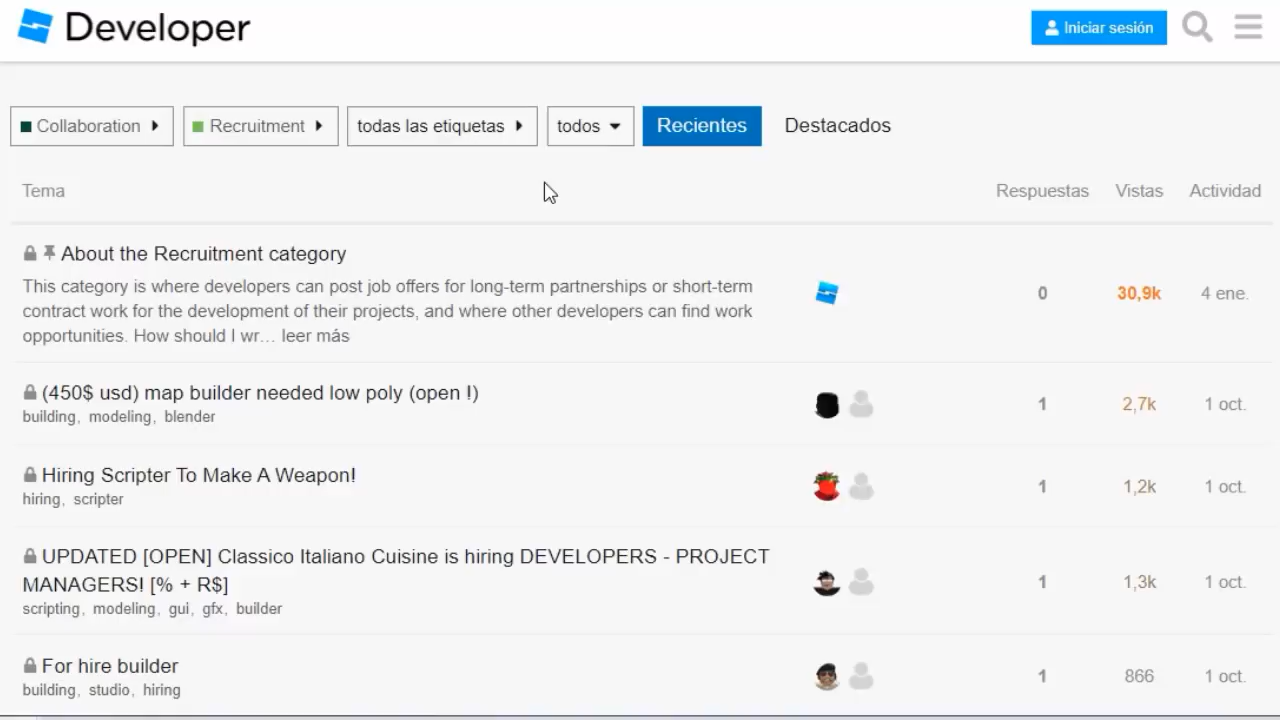 Developer
Iniciar sesión
Collaboration
Recruitment
todas las etiquetas
todos
Recientes
Destacados
Tema
Respuestas
Vistas
Actividad
About the Recruitment category
This category is where developers can post job offers for long-term partnerships or short-term
contract work for the development of their projects, and where other developers can find work
opportunities. How should I wr... leer más
0
30,9k
4 ene.
(450$ usd) map builder needed low poly (open !)
building, modeling, blender
1
2,7k
1 oct.
Hiring Scripter To Make A Weapon!
hiring, scripter
1
1,2k
1 oct.
UPDATED [OPEN] Classico Italiano Cuisine is hiring DEVELOPERS - PROJECT
MANAGERS! [% + R$]
scripting, modeling, gui, gfx, builder
1
1,3k
1 oct.
For hire builder
building, studio, hiring
1
866
1 oct.